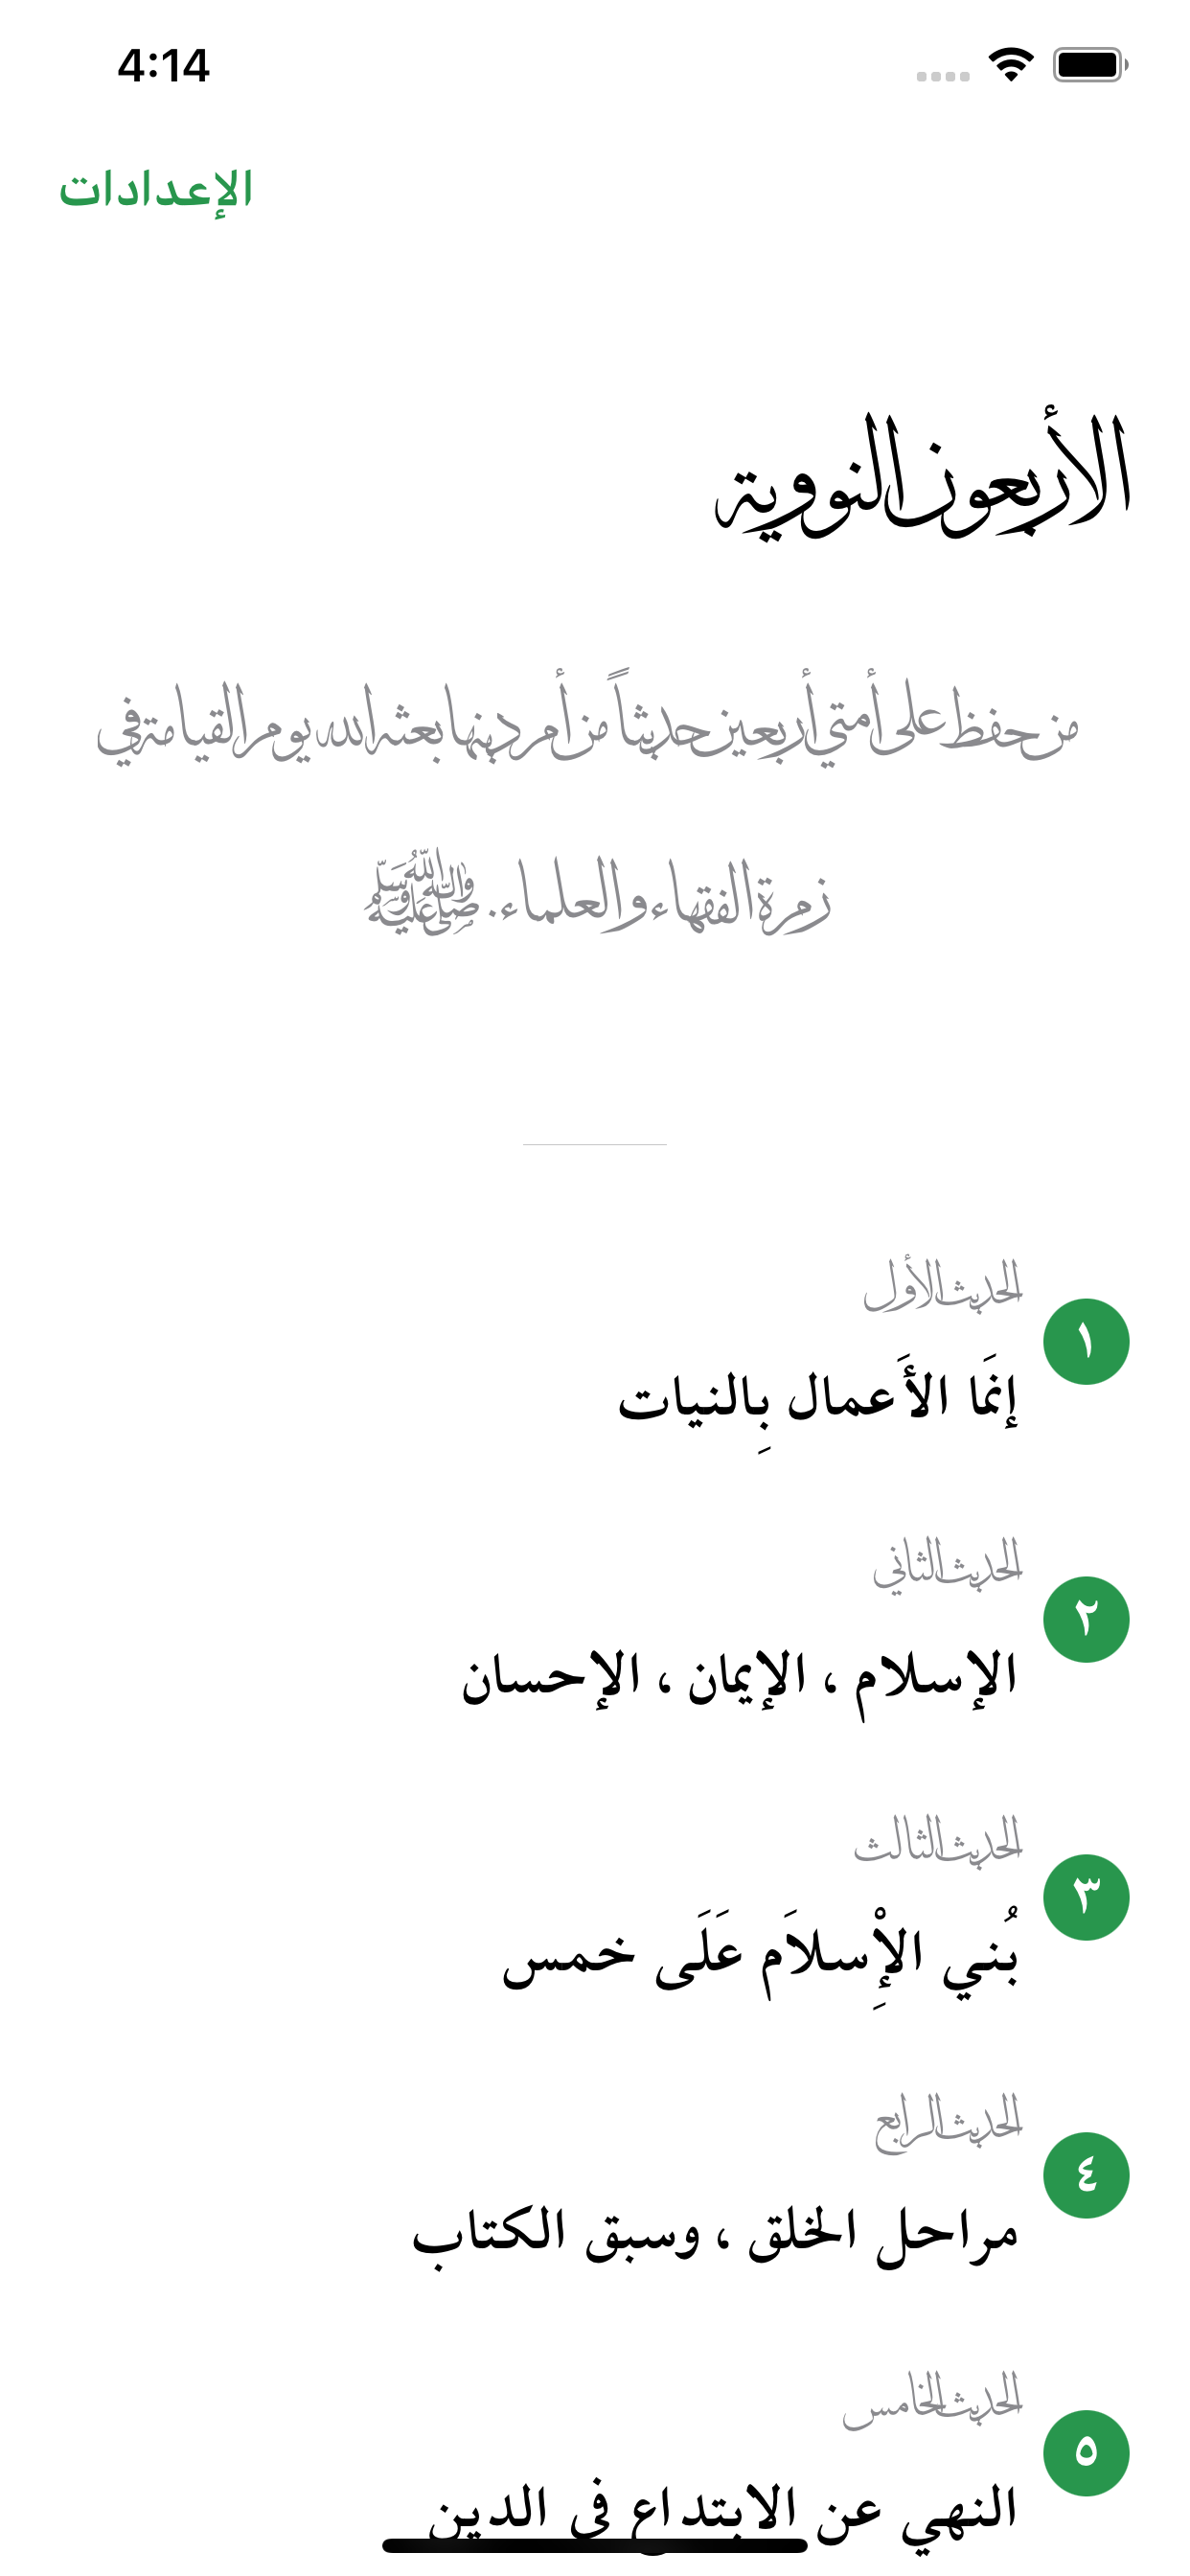 4:14
الإعدادات
الأربعون النووية
من حفظ على أمتي أربعين حديثاً من أمر دينها بعثه الله يوم القيامة في
زمرة الفقهاء والعلماء. ﷺ
الحديث الأول
١
إنَمَا الأَعمال بِالنيات
الحديث الثاني
٢
الإسلام ، الإيمان ، الإحسان
الحديث الثالث
٣
بُني الإْسِلاَم عَلَى خمس
الحديث الرابع
٤
مراحل الخلق ، وسبق الكتاب
الحديث الخامس
٥
النهي عن الابتداع في الدين